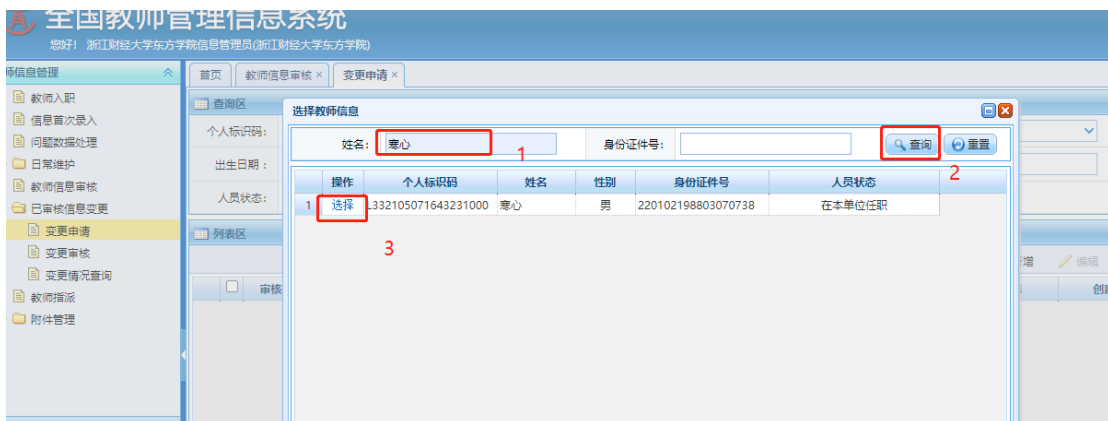 全国教师管理信息系统
您好! 浙江财经大学东方学院信息管理员(浙江财经大学东方学院)
师信息管理
教师入职
信息首次录入
问题数据处理
日常维护
教师信息审核
已审核信息变更
变更申请
变更审核
变更情况查询
教师指派
附件管理
首页 教师信息审核 × 变更申请 ×
查询区
个人标识码:
出生日期:
人员状态:
列表区
审核
选择教师信息
姓名: 寒心 1 身份证件号: 查询 重置
2
操作 个人标识码 姓名 性别 身份证件号 人员状态
1 选择 L332105071643231000 寒心 男 220102198803070738 在本单位任职
3
增 编辑
创建